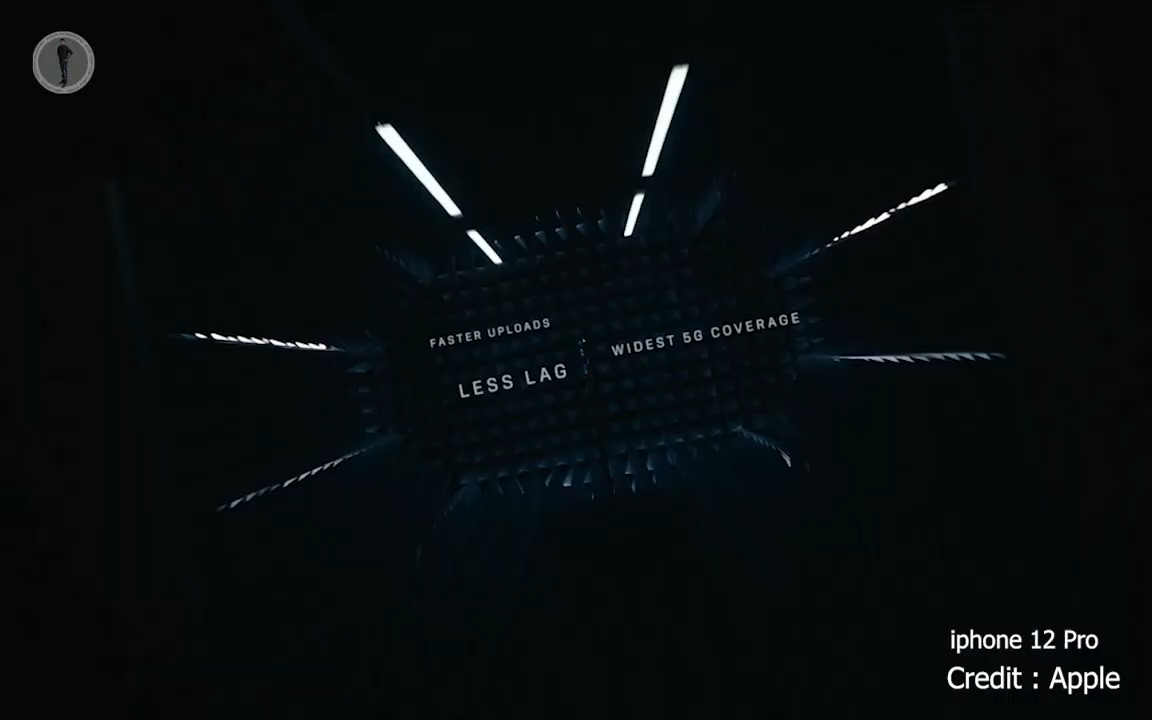 FASTER UPLOADS
WIDEST 5G COVERAGE
LESS LAG
iphone 12 Pro
Credit : Apple